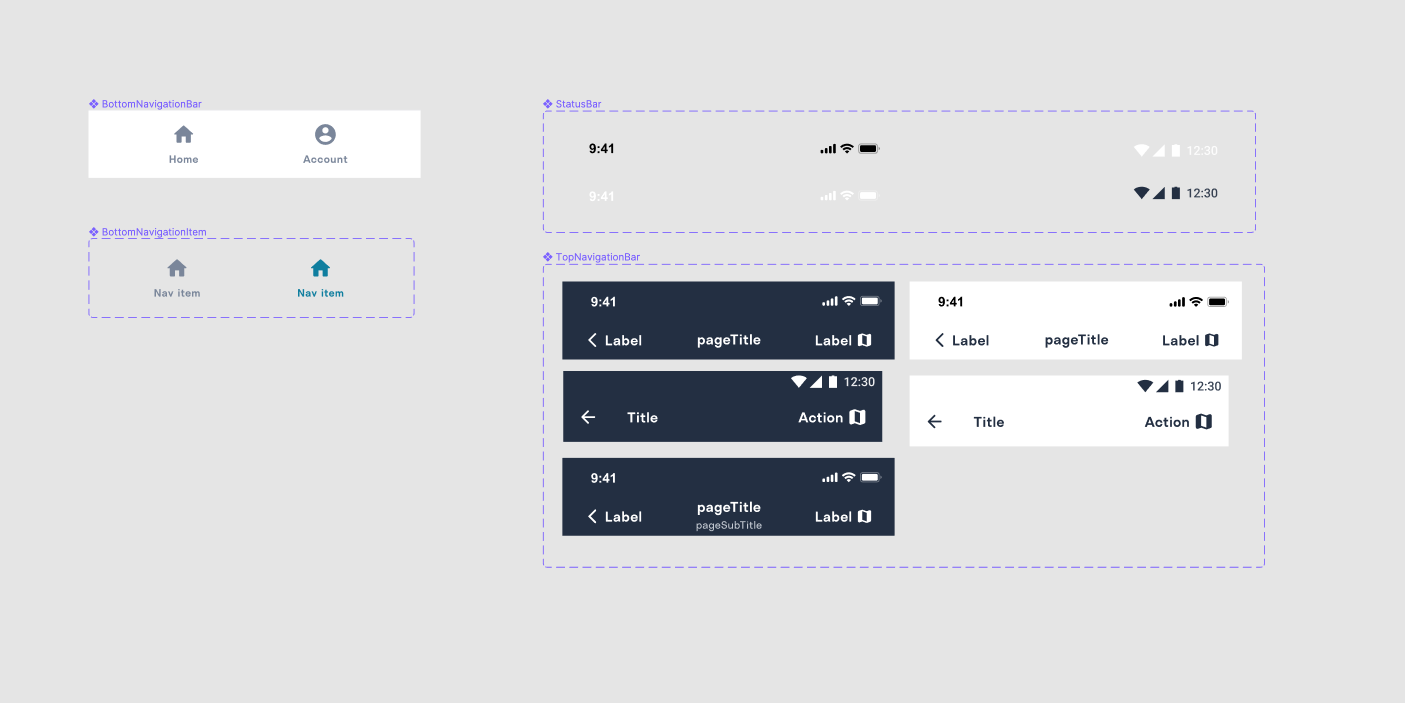 BottomNavigationBar
Home Account
BottomNavigationItem
Nav item Nav item
StatusBar
9:41 12:30
9:41 12:30
TopNavigationBar
9:41
Label pageTitle Label
9:41
Label pageTitle Label
12:30
Title Action
12:30
Title Action
9:41
Label pageTitle Label
pageSubTitle